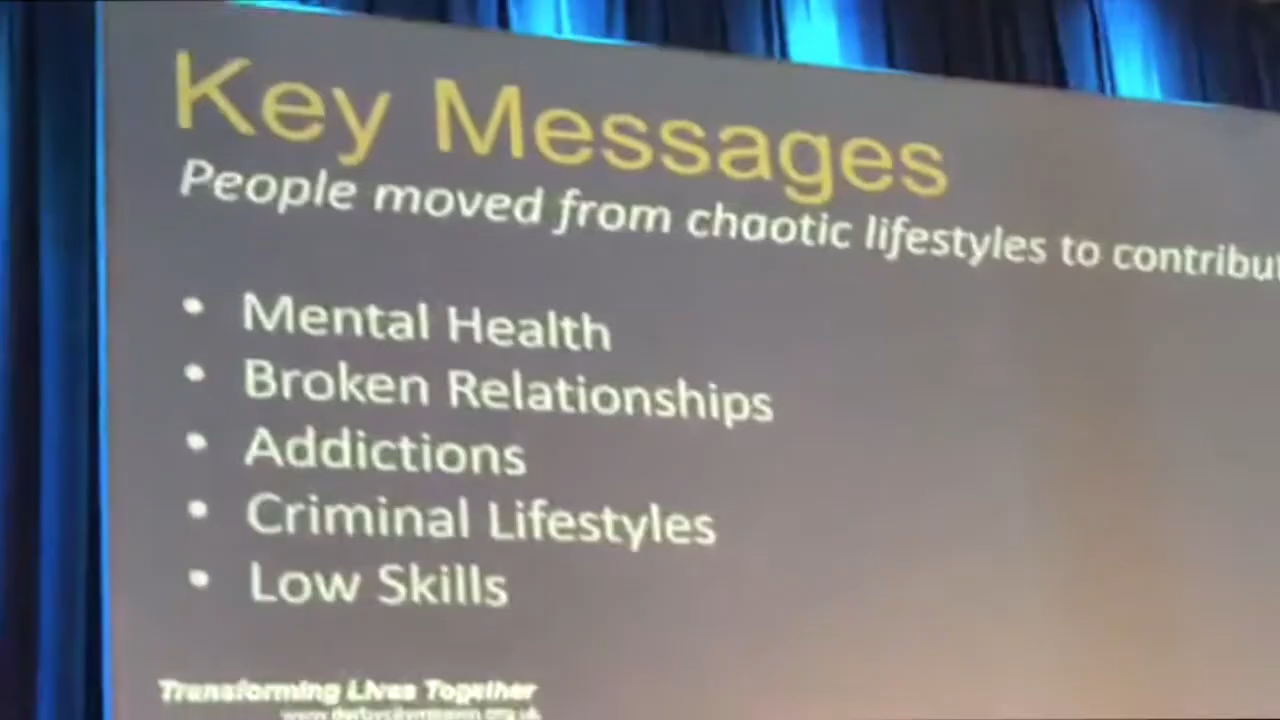 Key Messages
People moved from chaotic lifestyles to contribut
• Mental Health
• Broken Relationships
• Addictions
• Criminal Lifestyles
• Low Skills
Transforming Lives Together